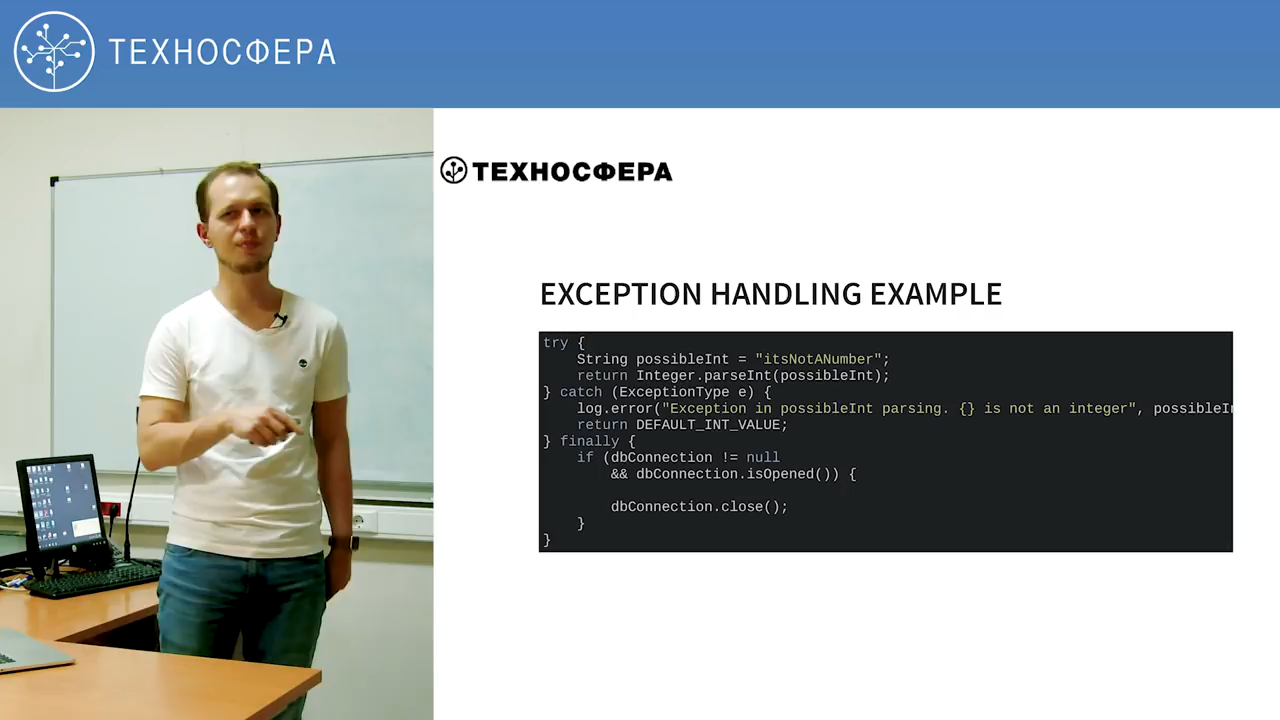 ТЕХНОСФЕРА
ТЕХНОСФЕРА
EXCEPTION HANDLING EXAMPLE
try {
    String possibleInt = "itsNotANumber";
    return Integer.parseInt(possibleInt);
} catch (ExceptionType e) {
    log.error("Exception in possibleInt parsing. {} is not an integer",
    return DEFAULT_INT_VALUE;
} finally {
    if (dbConnection != null
        && dbConnection.isOpened()) {
        dbConnection.close();
    }
}